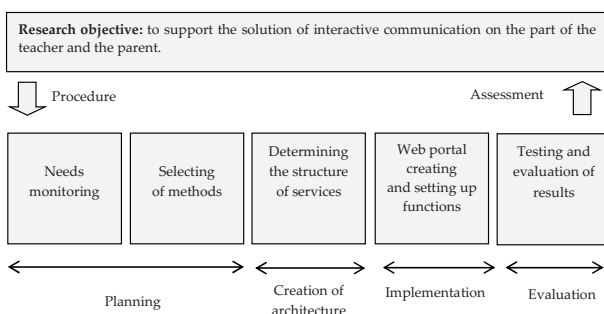 Research objective: to support the solution of interactive communication on the part of the
teacher and the parent.
Procedure
Assessment
Needs
monitoring
Selecting
of methods
Determining
the structure
of services
Web portal
creating
and setting up
functions
Testing and
evaluation of
results
Planning
Creation of
architecture
Implementation
Evaluation